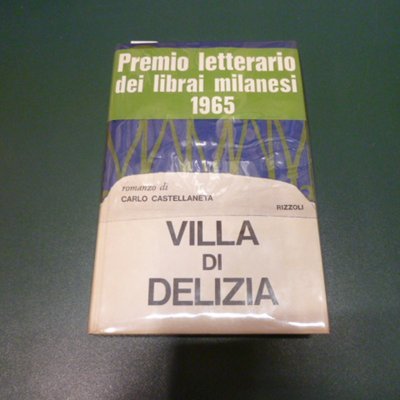 Premio letterario
dei librai milanesi
1965
romanzo di
CARLO CASTELLANETA
RIZZOLI
VILLA
DI
DELIZIA